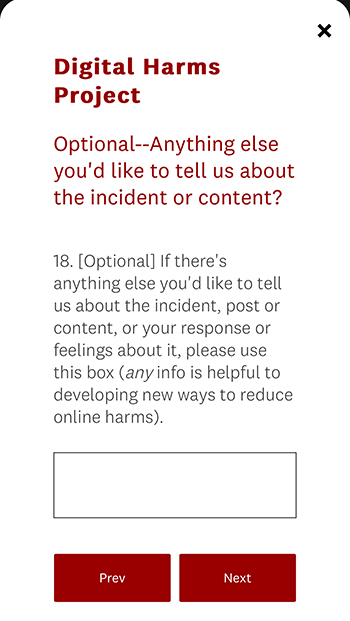 Digital Harms
Project
Optional--Anything else
you'd like to tell us about
the incident or content?
18. [Optional] If there's
anything else you'd like to tell
us about the incident, post or
content, or your response or
feelings about it, please use
this box (any info is helpful to
developing new ways to reduce
online harms).
Prev
Next